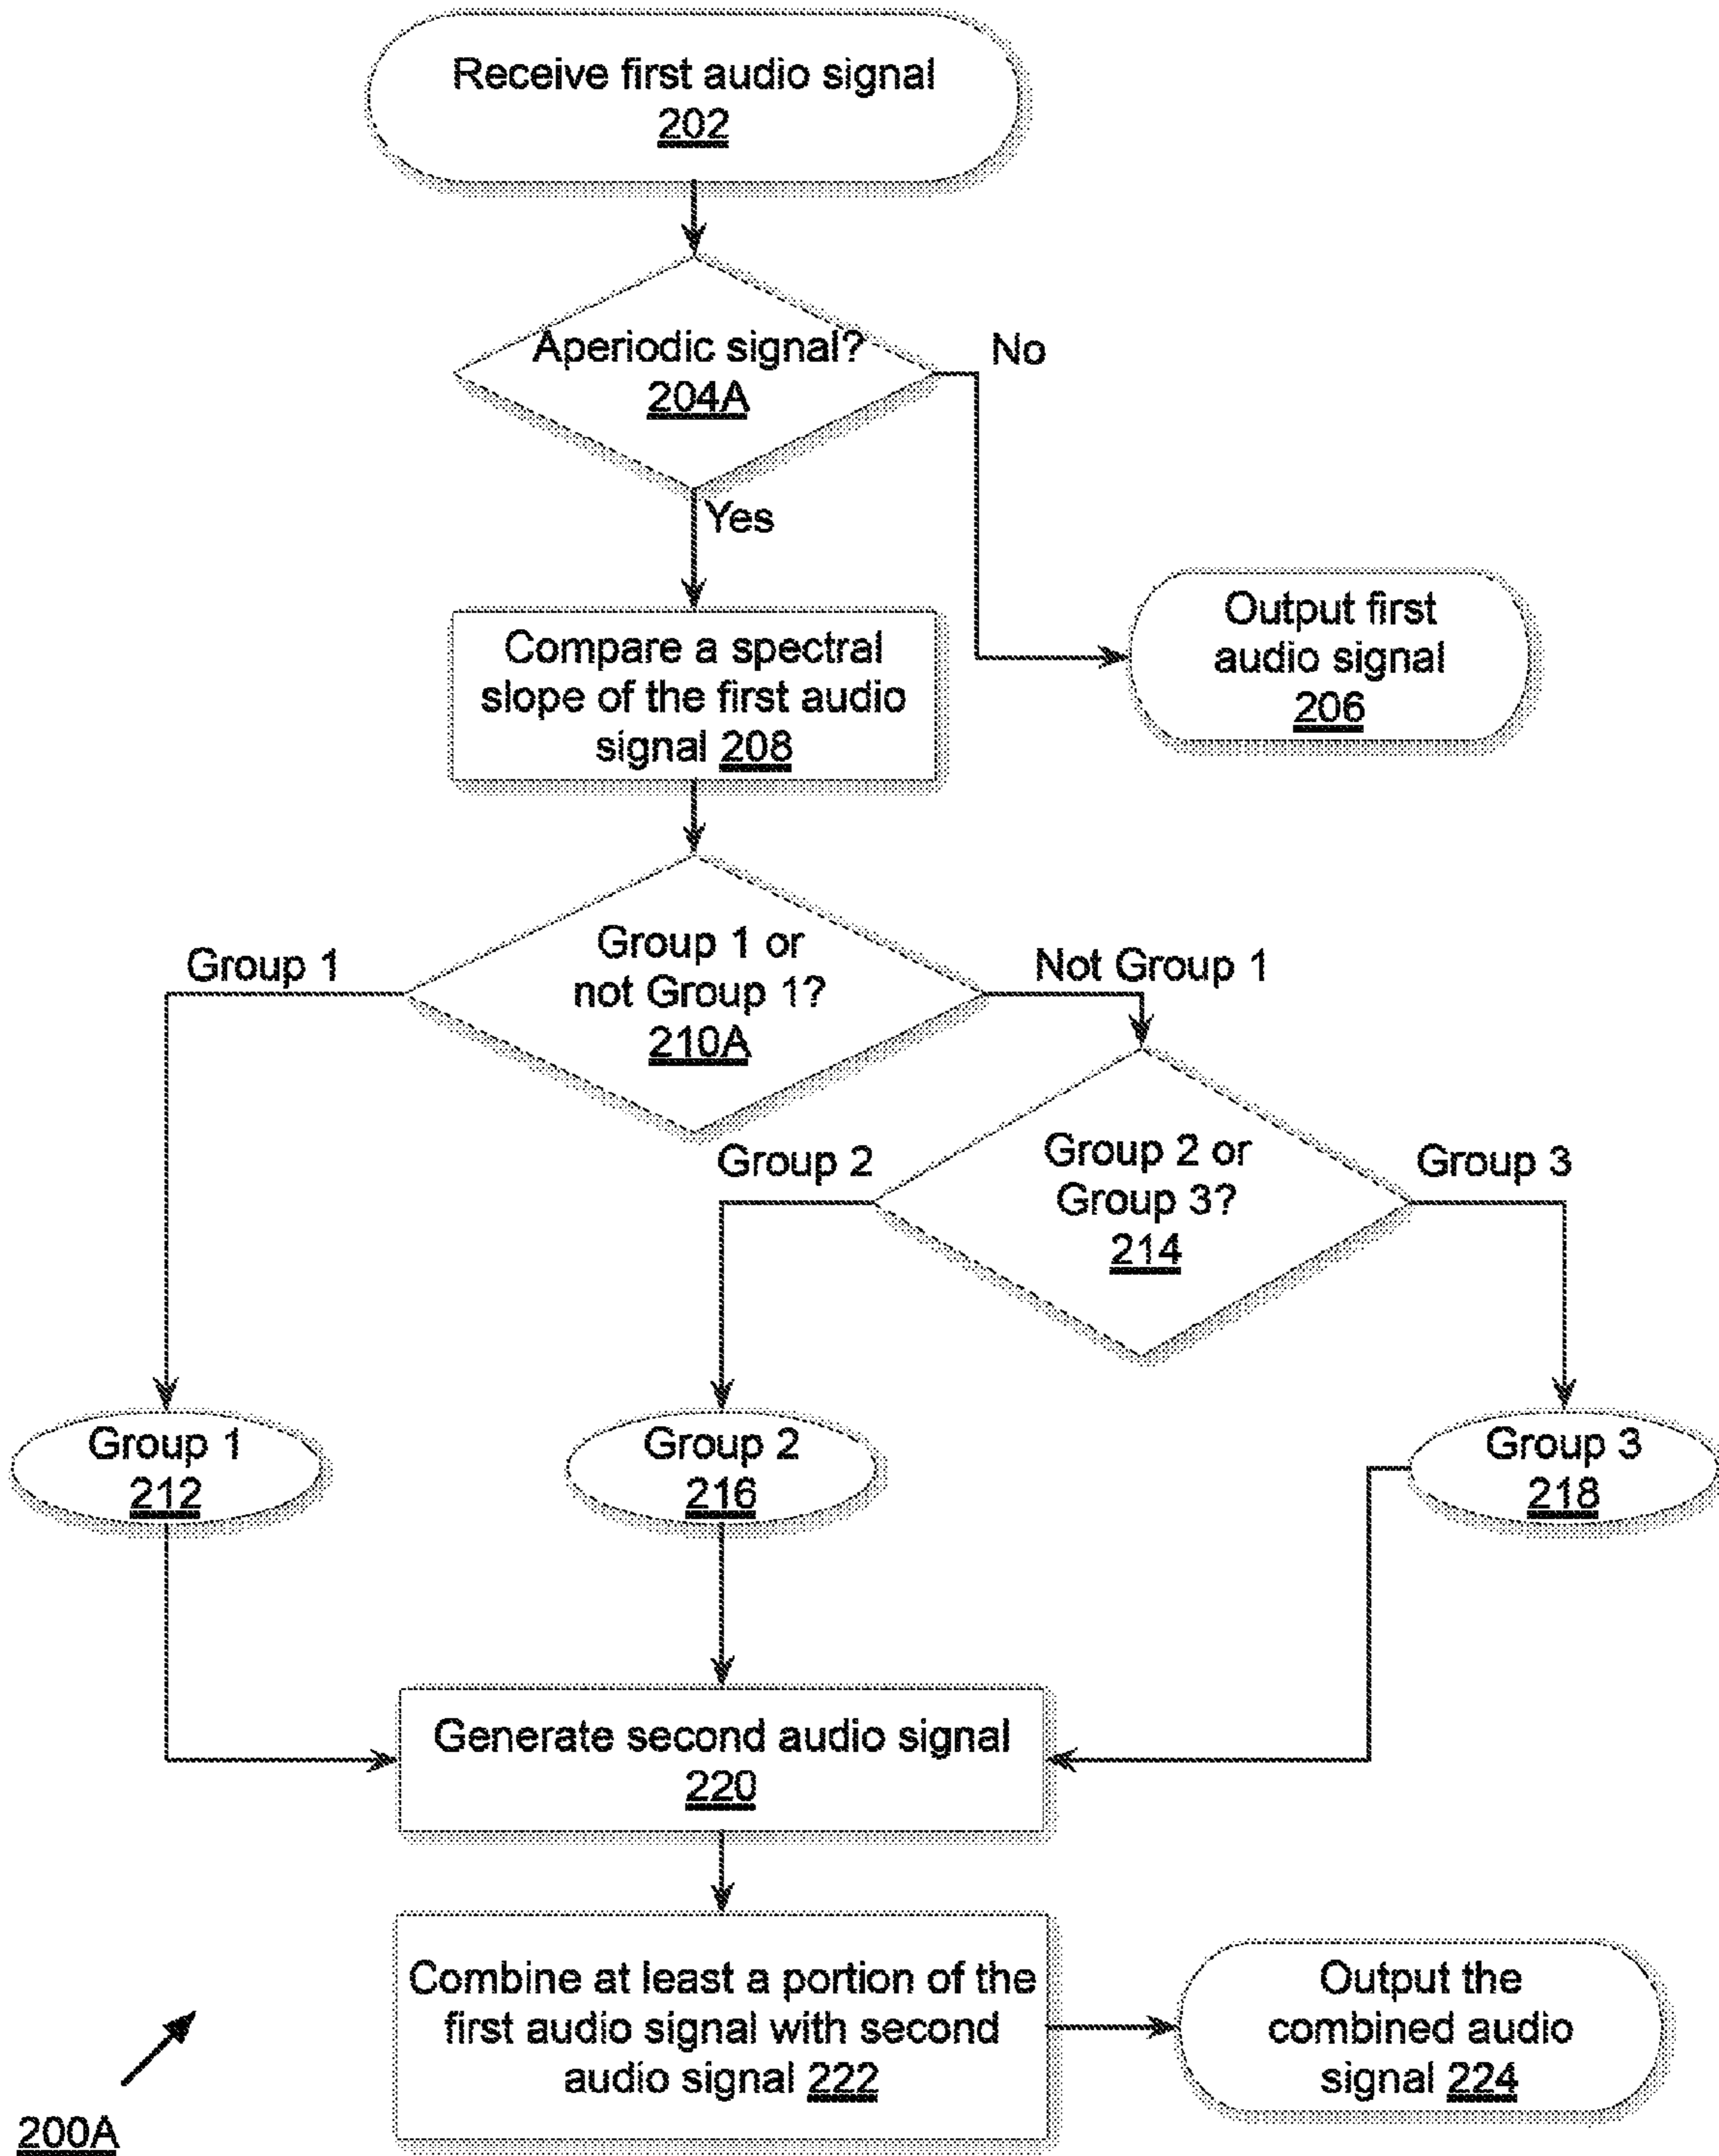 Receive first audio signal
202
Aperiodic signal?
204A
No
Yes
Compare a spectral
slope of the first audio
signal 208
Output first
audio signal
206
Group 1 or
not Group 1?
210A
Group 1
Not Group 1
Group 2 or
Group 3?
214
Group 2
Group 3
Group 1
212
Group 2
216
Group 3
218
Generate second audio signal
220
Combine at least a portion of the
first audio signal with second
audio signal 222
Output the
combined audio
signal 224
200A